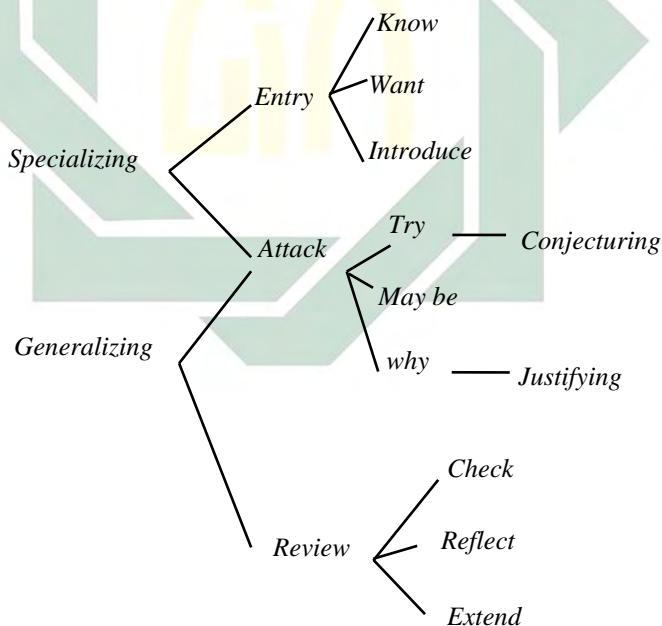 Know
Entry
Want
Introduce
Specializing
Attack
Try
Conjecturing
May be
Generalizing
why
Justifying
Check
Review
Reflect
Extend